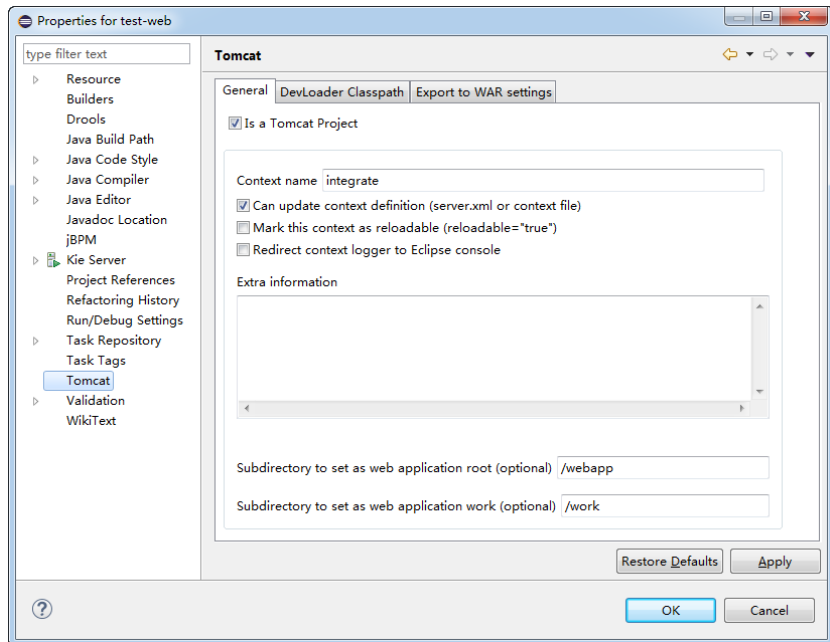 Properties for test-web
type filter text
Resource
Builders
Drools
Java Build Path
Java Code Style
Java Compiler
Java Editor
Javadoc Location
jBPM
Kie Server
Project References
Refactoring History
Run/Debug Settings
Task Repository
Task Tags
Tomcat
Validation
WikiText
Tomcat
General DevLoader Classpath Export to WAR settings
Is a Tomcat Project
Context name integrate
Can update context definition (server.xml or context file)
Mark this context as reloadable (reloadable="true")
Redirect context logger to Eclipse console
Extra information
Subdirectory to set as web application root (optional) /webapp
Subdirectory to set as web application work (optional) /work
Restore Defaults Apply
? OK Cancel